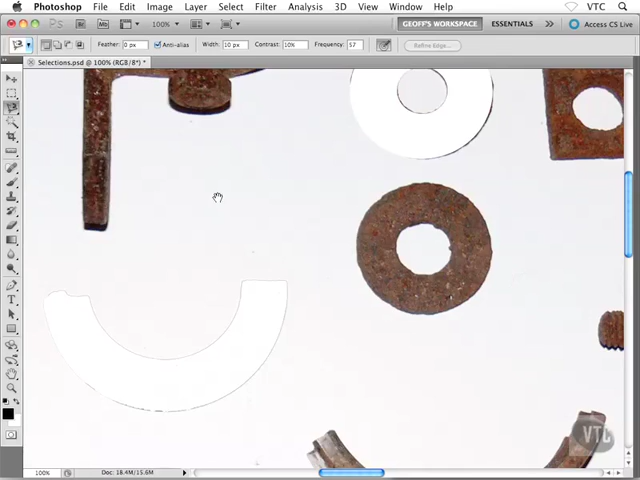 Photoshop File Edit Image Layer Select Filter Analysis 3D View Window Help VTC
Br Mb 100% GEOFF'S WORKSPACE ESSENTIALS Access CS Live
Feather: 0 px Anti-alias Width: 10 px Contrast: 10% Frequency: 57 Refine Edge...
Selections.psd @ 100% (RGB/8*) *
T
VTC
100% Doc: 18.4M/15.6M